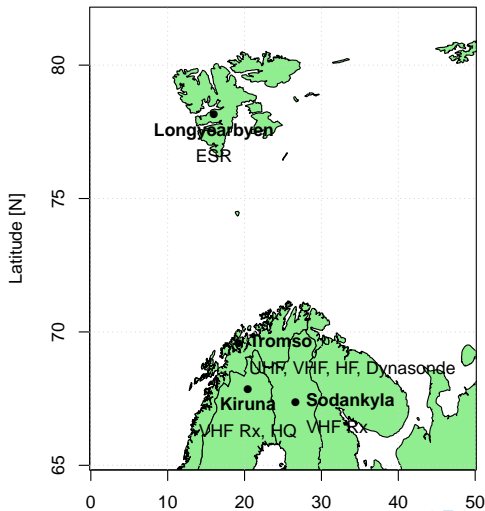 80
Longyearbyen
ESR
75
Latitude [N]
70
Tromso
UHF, VHF, HF, Dynasonde
Kiruna
Sodankyla
VHF Rx, HQ
VHF Rx
65
0 10 20 30 40 50